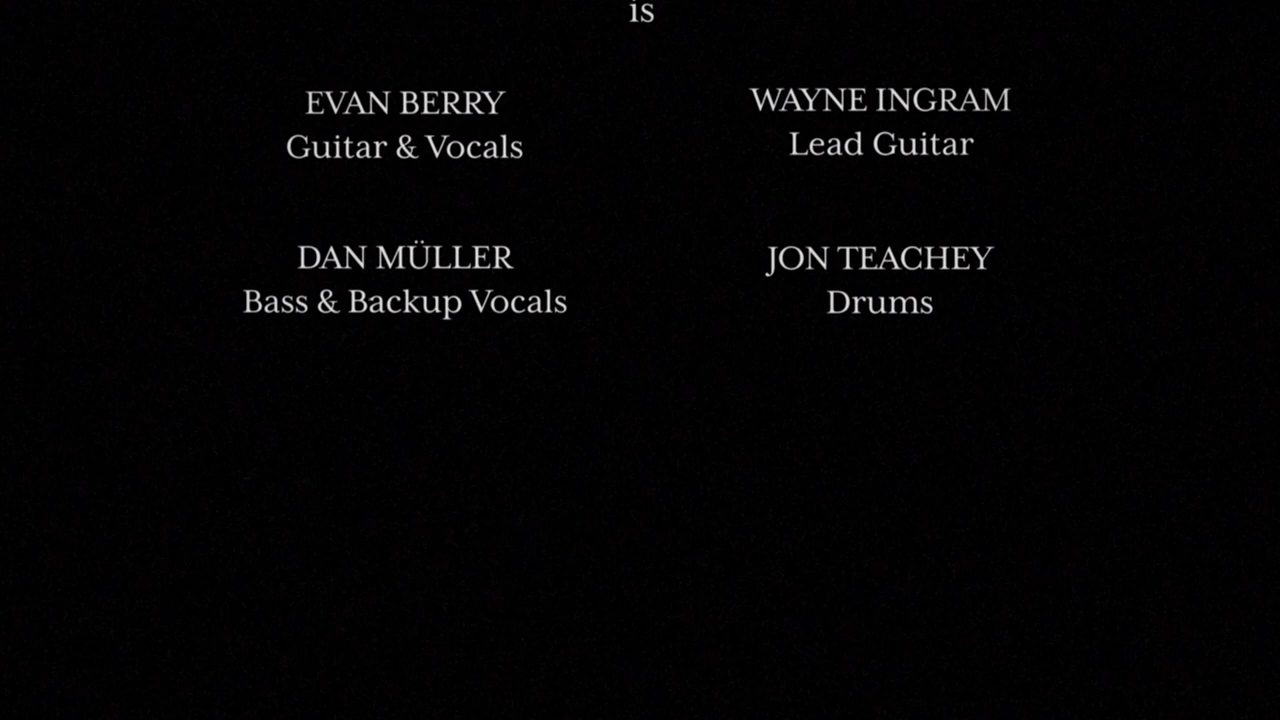 is
EVAN BERRY
Guitar & Vocals
WAYNE INGRAM
Lead Guitar
DAN MÜLLER
Bass & Backup Vocals
JON TEACHEY
Drums